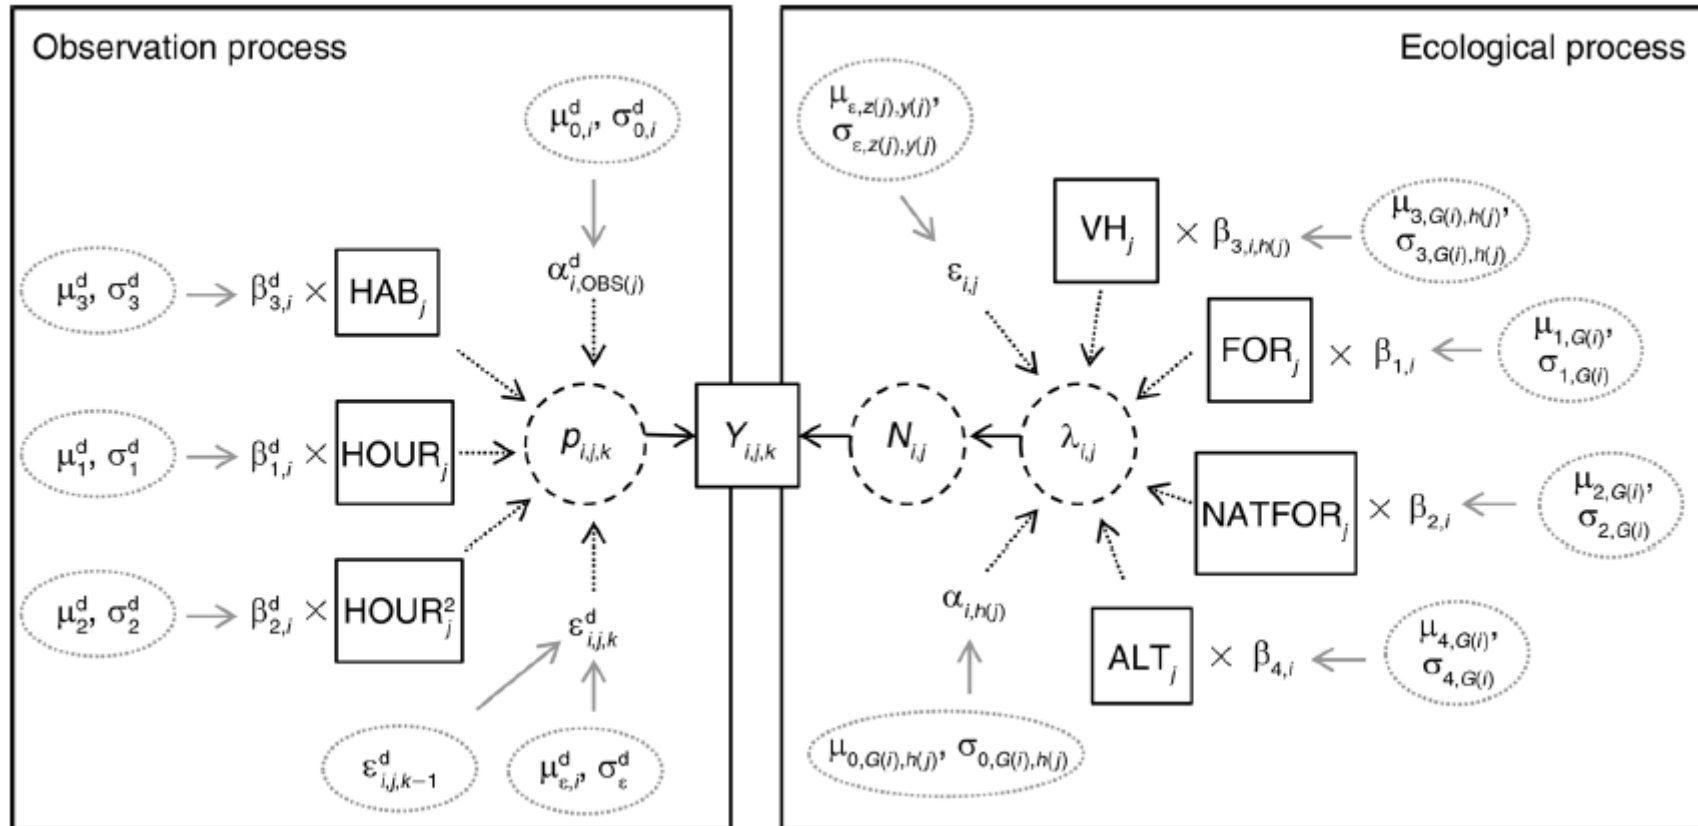 Observation process
μ^d_{0,i}, σ^d_{0,i}
α^d_{i,OBS(j)}
μ^d_3, σ^d_3
β^d_{3,i} ×
HAB_j
μ^d_1, σ^d_1
β^d_{1,i} ×
HOUR_j
p_{i,j,k}
μ^d_2, σ^d_2
β^d_{2,i} ×
HOUR^2_j
ε^d_{i,j,k}
ε^d_{i,j,k−1}
μ^d_{ε,i}, σ^d_ε
Y_{i,j,k}
Ecological process
μ_{ε,z(j),y(j)},
σ_{ε,z(j),y(j)}
ε_{i,j}
VH_j
× β_{3,i,h(j)}
μ_{3,G(i),h(j)},
σ_{3,G(i),h(j)}
FOR_j
× β_{1,i}
μ_{1,G(i)},
σ_{1,G(i)}
N_{i,j}
λ_{i,j}
NATFOR_j
× β_{2,i}
μ_{2,G(i)},
σ_{2,G(i)}
α_{i,h(j)}
ALT_j
× β_{4,i}
μ_{4,G(i)},
σ_{4,G(i)}
μ_{0,G(i),h(j)}, σ_{0,G(i),h(j)}